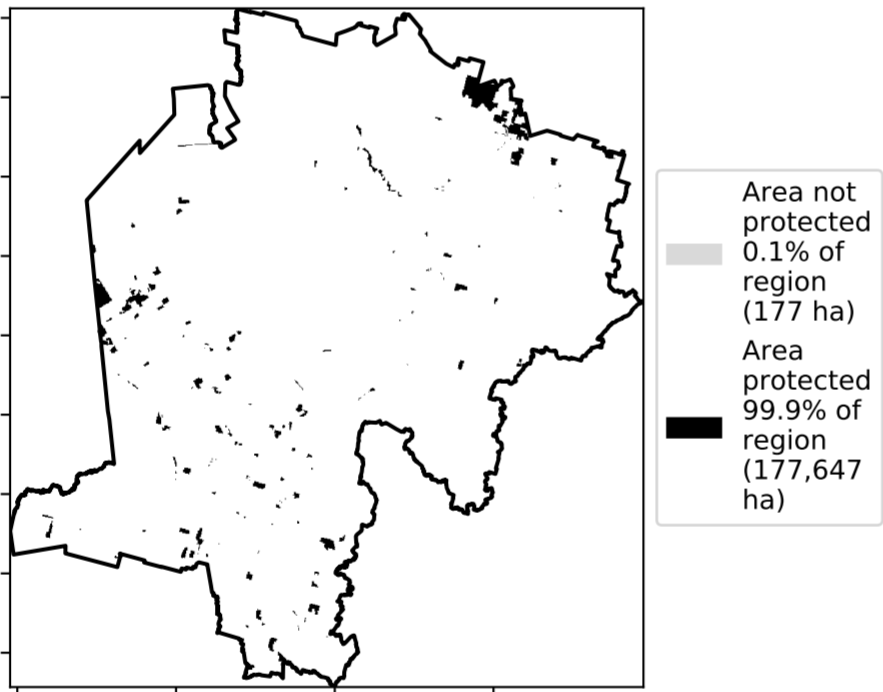 Area not
protected
0.1% of
region
(177 ha)
Area
protected
99.9% of
region
(177,647
ha)